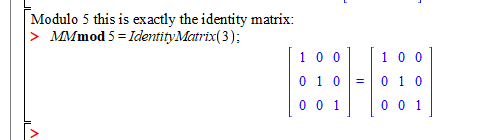 Modulo 5 this is exactly the identity matrix:
> MMmod 5 = IdentityMatrix(3);
1 0 0 1 0 0
0 1 0 = 0 1 0
0 0 1 0 0 1
>